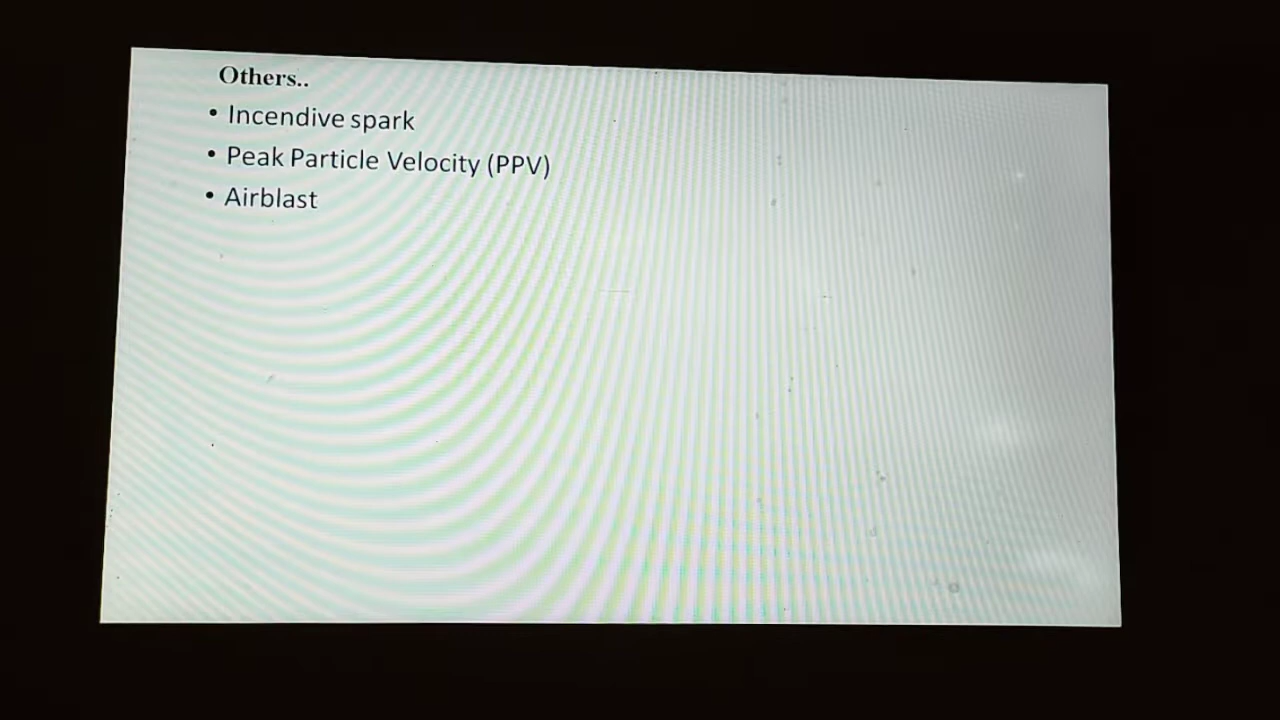 Others..
• Incendive spark
• Peak Particle Velocity (PPV)
• Airblast